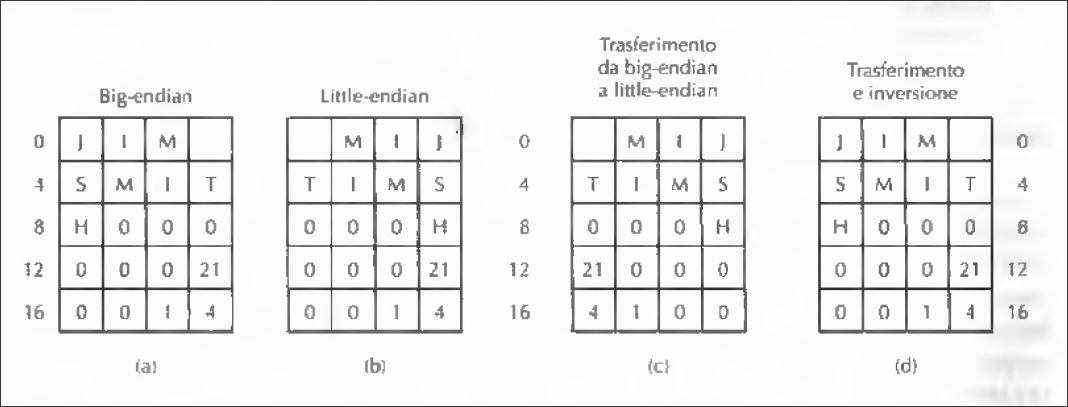 Big-endian
0 J I M
4 S M I T
8 H 0 0 0
12 0 0 0 21
16 0 0 1 4
(a)
Little-endian
M I J 0
T I M S 4
0 0 0 H 8
0 0 0 21 12
0 0 1 4 16
(b)
Trasferimento
da big-endian
a little-endian
M I J
T I M S
0 0 0 H
21 0 0 0
4 1 0 0
(c)
Trasferimento
e inversione
J I M 0
S M I T 4
H 0 0 0 8
0 0 0 21 12
0 0 1 4 16
(d)